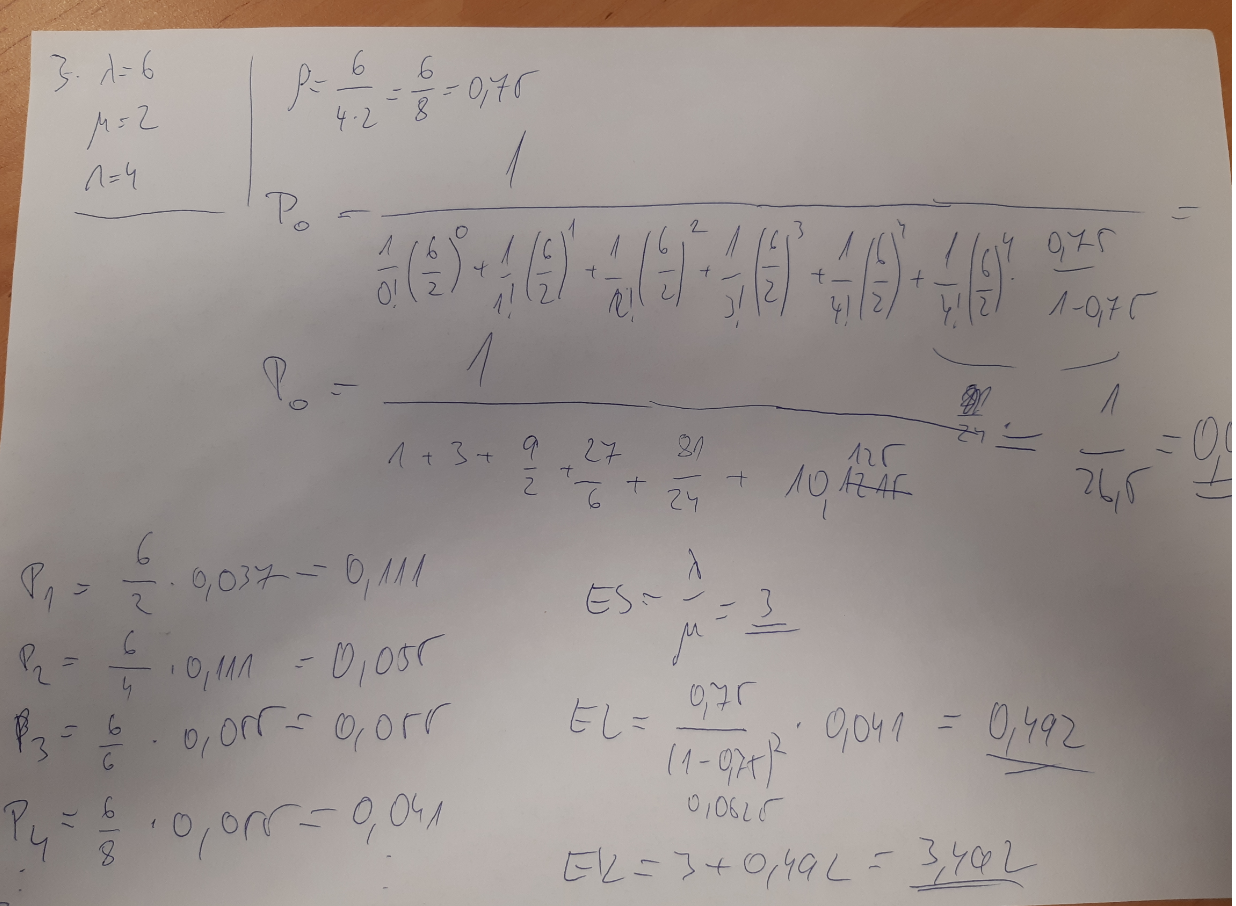 3. λ=6
μ=2
n=4
ρ = 6/(4·2) = 6/8 = 0,75
P₀ = 1/(1/0! (6/2)⁰ + 1/1! (6/2)¹ + 1/2! (6/2)² + 1/3! (6/2)³ + 1/4! (6/2)⁴ + 1/4! (6/2)⁴ · 0,75/(1-0,75)) =
P₀ = 1/(1 + 3 + 9/2 + 27/6 + 81/24 + 10,125) = 1/26,5 = 0,0
P₁ = 6/2 · 0,037 = 0,111
P₂ = 6/4 · 0,111 = 0,055
P₃ = 6/6 · 0,055 = 0,055
P₄ = 6/8 · 0,055 = 0,041
ES = λ/μ = 3
EL = 0,75/(1-0,75)² · 0,041 = 0,492
0,0625
EK = 3 + 0,492 = 3,492